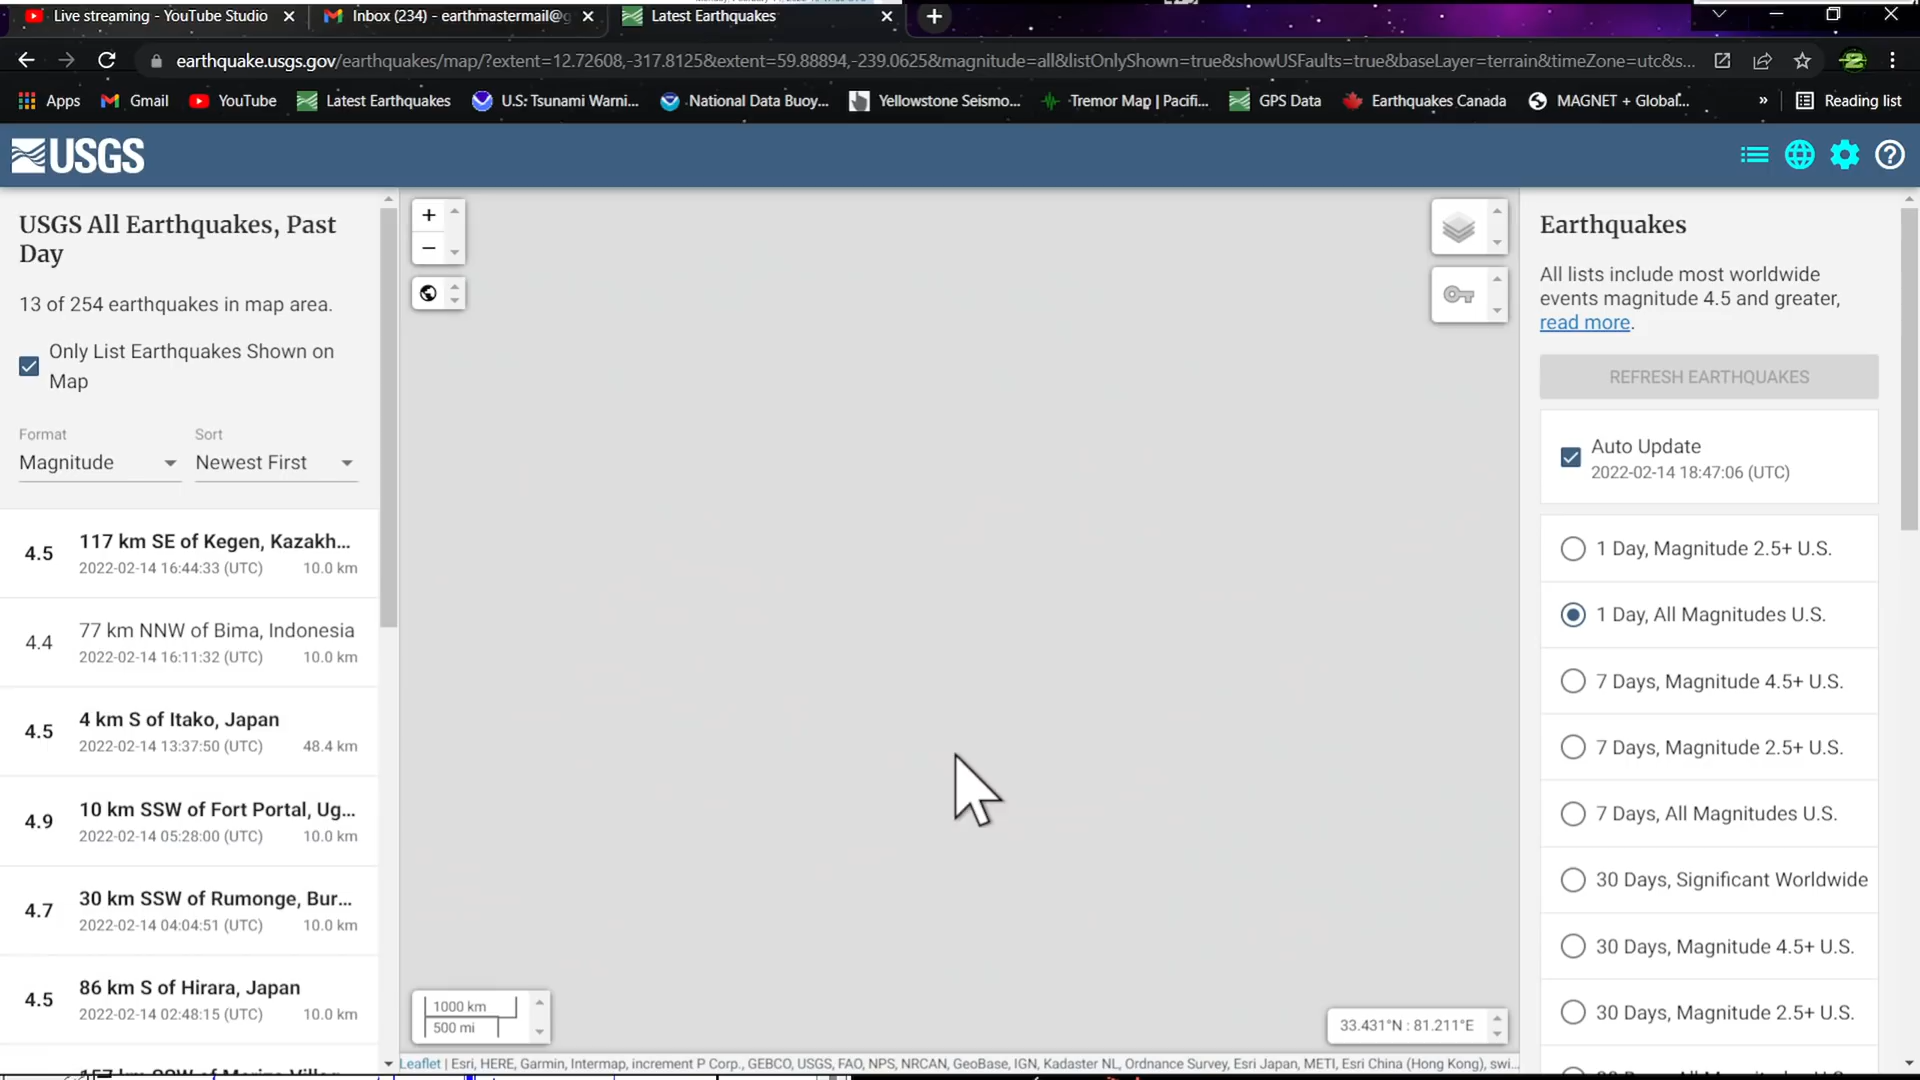 Live streaming - YouTube Studio
Inbox (234) - earthmastermail@g
Latest Earthquakes
earthquake.usgs.gov/earthquakes/map/?extent=12.72608,-317.8125&extent=59.88894,-239.0625&magnitude=all&listOnlyShown=true&showUSFaults=true&baseLayer=terrain&timeZone=utc&s...
Apps
Gmail
YouTube
Latest Earthquakes
U.S: Tsunami Warni...
National Data Buoy...
Yellowstone Seismo...
Tremor Map | Pacifi...
GPS Data
Earthquakes Canada
MAGNET + Global...
»
Reading list
USGS
USGS All Earthquakes, Past
Day
13 of 254 earthquakes in map area.
Only List Earthquakes Shown on
Map
Format
Sort
Magnitude
Newest First
4.5
117 km SE of Kegen, Kazakh...
2022-02-14 16:44:33 (UTC)
10.0 km
4.4
77 km NNW of Bima, Indonesia
2022-02-14 16:11:32 (UTC)
10.0 km
4.5
4 km S of Itako, Japan
2022-02-14 13:37:50 (UTC)
48.4 km
4.9
10 km SSW of Fort Portal, Ug...
2022-02-14 05:28:00 (UTC)
10.0 km
4.7
30 km SSW of Rumonge, Bur...
2022-02-14 04:04:51 (UTC)
10.0 km
4.5
86 km S of Hirara, Japan
2022-02-14 02:48:15 (UTC)
10.0 km
+
−
1000 km
500 mi
33.431°N : 81.211°E
Leaflet | Esri, HERE, Garmin, Intermap, increment P Corp., GEBCO, USGS, FAO, NPS, NRCAN, GeoBase, IGN, Kadaster NL, Ordnance Survey, Esri Japan, METI, Esri China (Hong Kong), swi...
Earthquakes
All lists include most worldwide
events magnitude 4.5 and greater,
read more.
REFRESH EARTHQUAKES
Auto Update
2022-02-14 18:47:06 (UTC)
1 Day, Magnitude 2.5+ U.S.
1 Day, All Magnitudes U.S.
7 Days, Magnitude 4.5+ U.S.
7 Days, Magnitude 2.5+ U.S.
7 Days, All Magnitudes U.S.
30 Days, Significant Worldwide
30 Days, Magnitude 4.5+ U.S.
30 Days, Magnitude 2.5+ U.S.